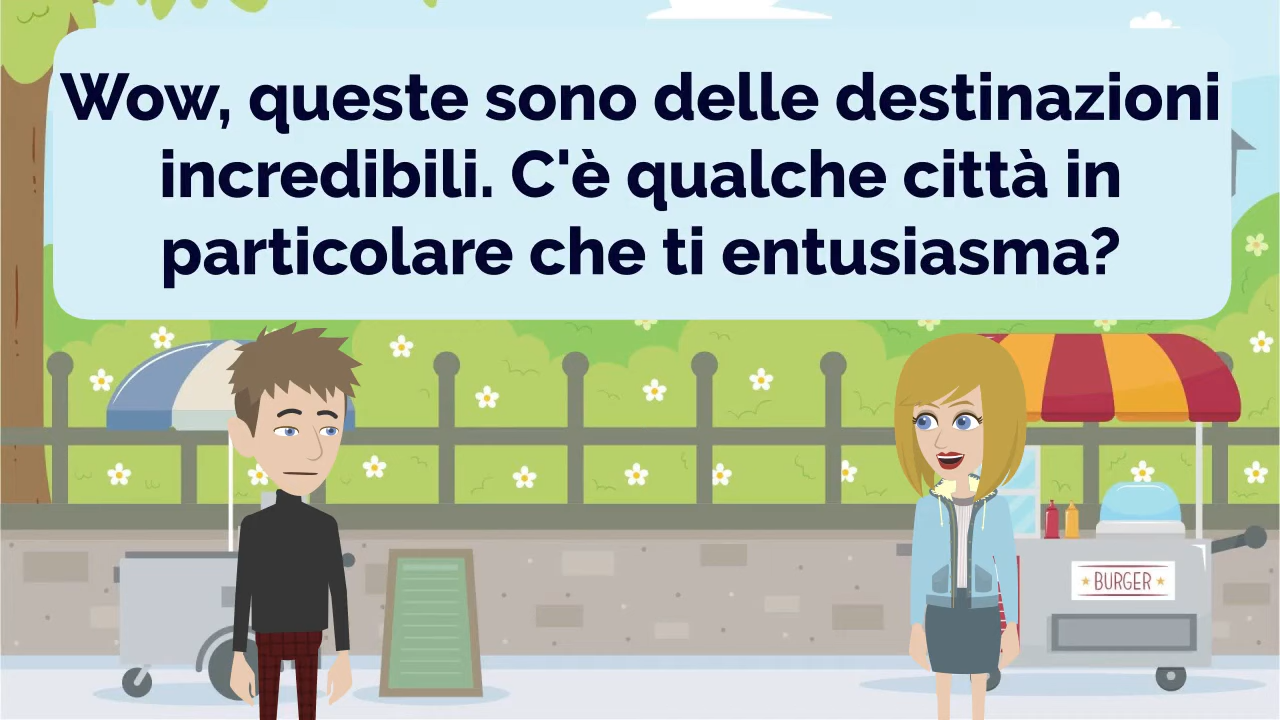 Wow, queste sono delle destinazioni
incredibili. C'è qualche città in
particolare che ti entusiasma?
BURGER